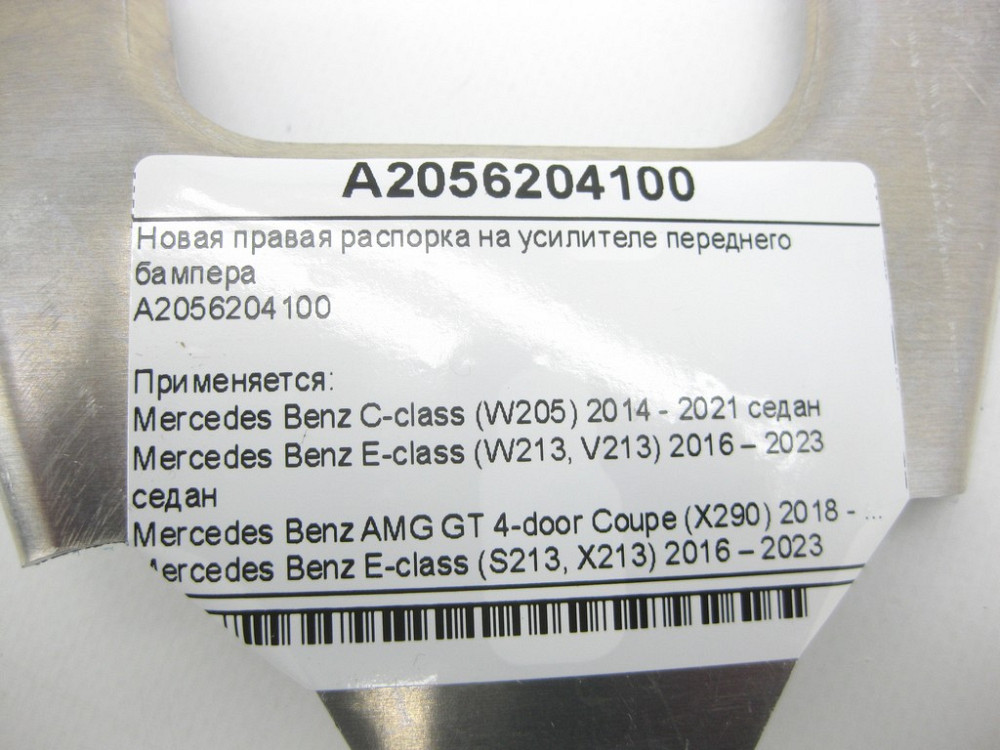 A2056204100
Новая правая распорка на усилителе переднего
бампера
A2056204100
Применяется:
Mercedes Benz C-class (W205) 2014 - 2021 седан
Mercedes Benz E-class (W213, V213) 2016 – 2023
седан
Mercedes Benz AMG GT 4-door Coupe (X290) 2018 - ...
Mercedes Benz E-class (S213, X213) 2016 – 2023